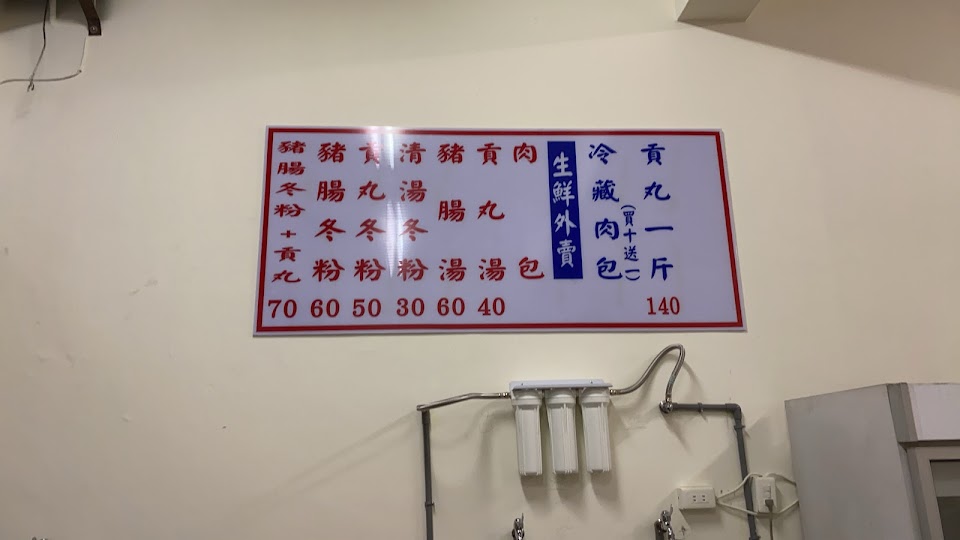 貢丸一斤 140
冷藏肉包(買十送一)
生鮮外賣
肉包
貢丸湯 40
豬腸湯 60
清湯冬粉 30
貢丸冬粉 50
豬腸冬粉 60
豬腸冬粉+貢丸 70